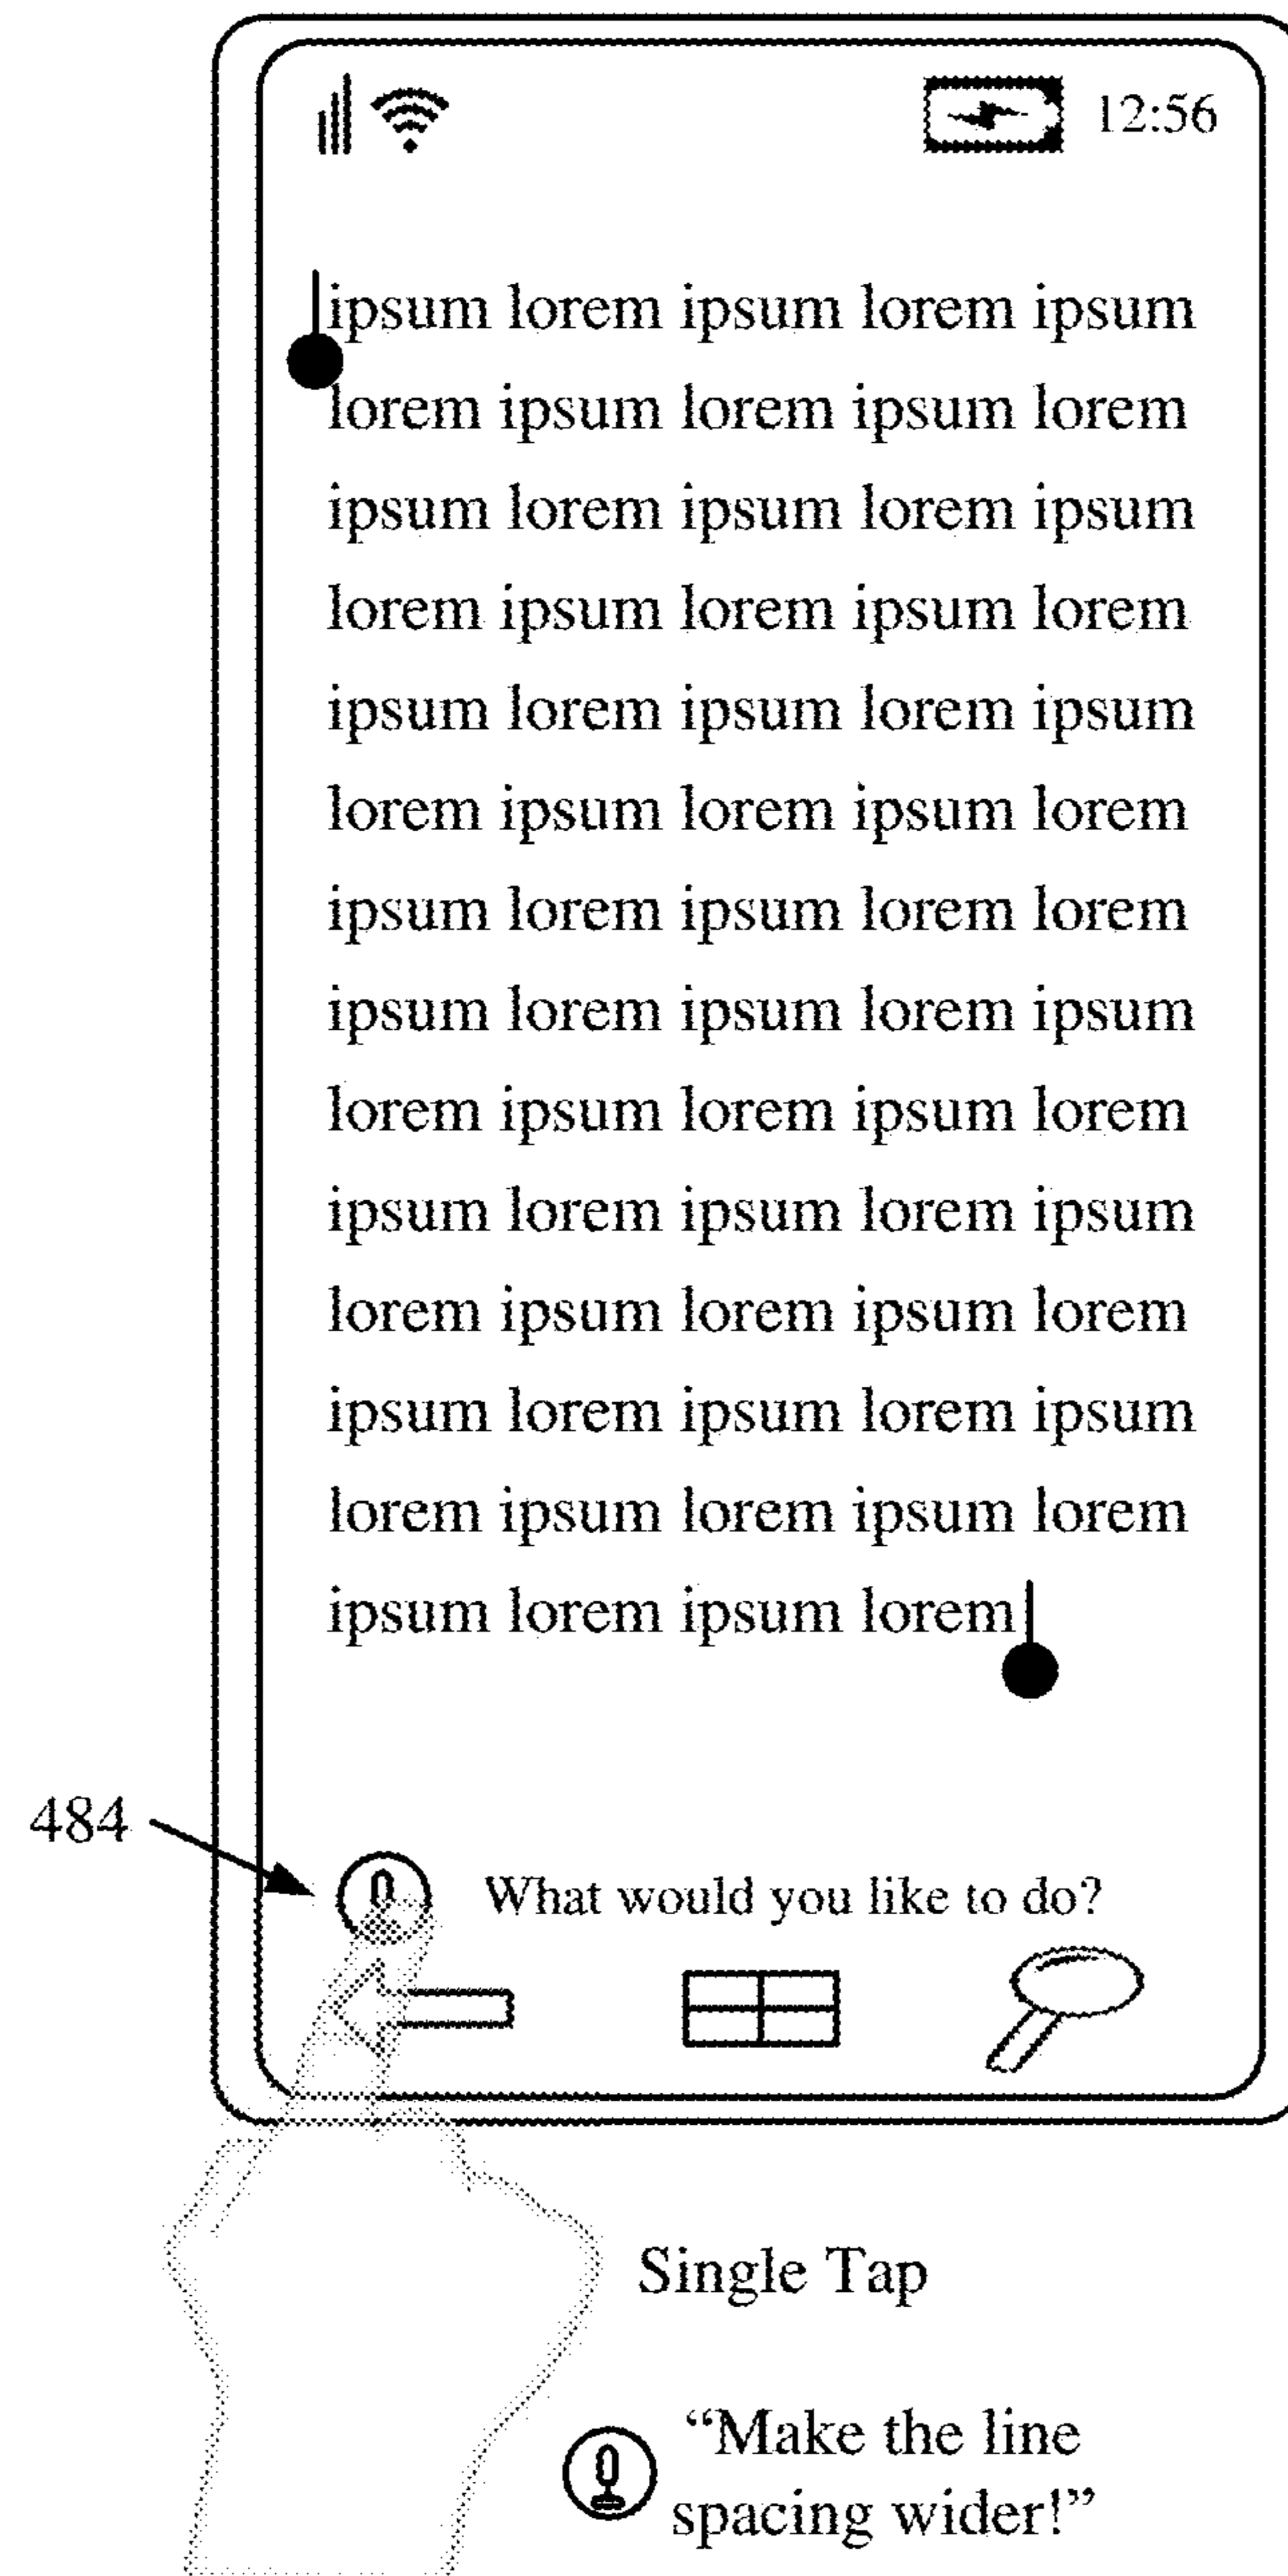 12:56
ipsum lorem ipsum lorem ipsum
lorem ipsum lorem ipsum lorem
ipsum lorem ipsum lorem ipsum
lorem ipsum lorem ipsum lorem
ipsum lorem ipsum lorem ipsum
lorem ipsum lorem ipsum lorem
ipsum lorem ipsum lorem lorem
ipsum lorem ipsum lorem ipsum
lorem ipsum lorem ipsum lorem
ipsum lorem ipsum lorem ipsum
lorem ipsum lorem ipsum lorem
ipsum lorem ipsum lorem ipsum
lorem ipsum lorem ipsum lorem
ipsum lorem ipsum lorem
484
What would you like to do?
Single Tap
“Make the line
spacing wider!”